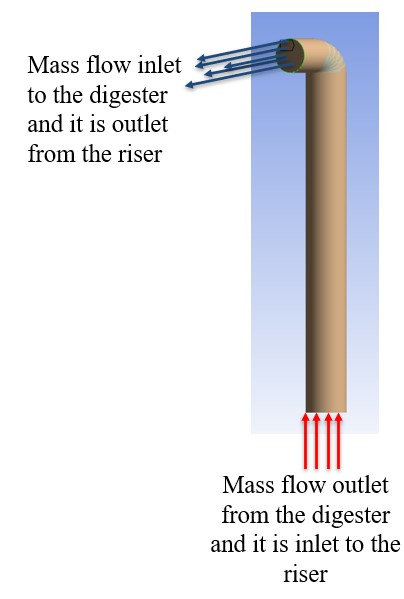 Mass flow inlet
to the digester
and it is outlet
from the riser
Mass flow outlet
from the digester
and it is inlet to the
riser